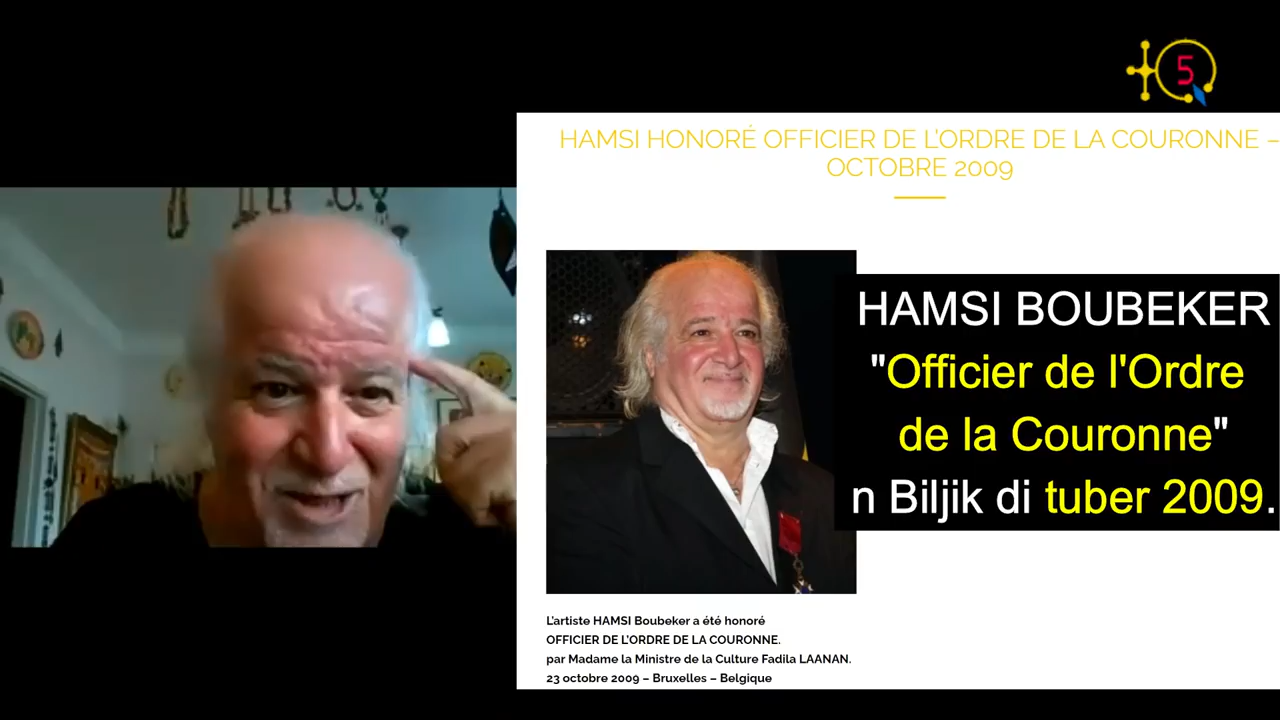 5
HAMSI HONORÉ OFFICIER DE L'ORDRE DE LA COURONNE –
OCTOBRE 2009
HAMSI BOUBEKER
"Officier de l'Ordre
de la Couronne"
n Biljik di tuber 2009.
L'artiste HAMSI Boubeker a été honoré
OFFICIER DE L'ORDRE DE LA COURONNE.
par Madame la Ministre de la Culture Fadila LAANAN.
23 octobre 2009 – Bruxelles – Belgique